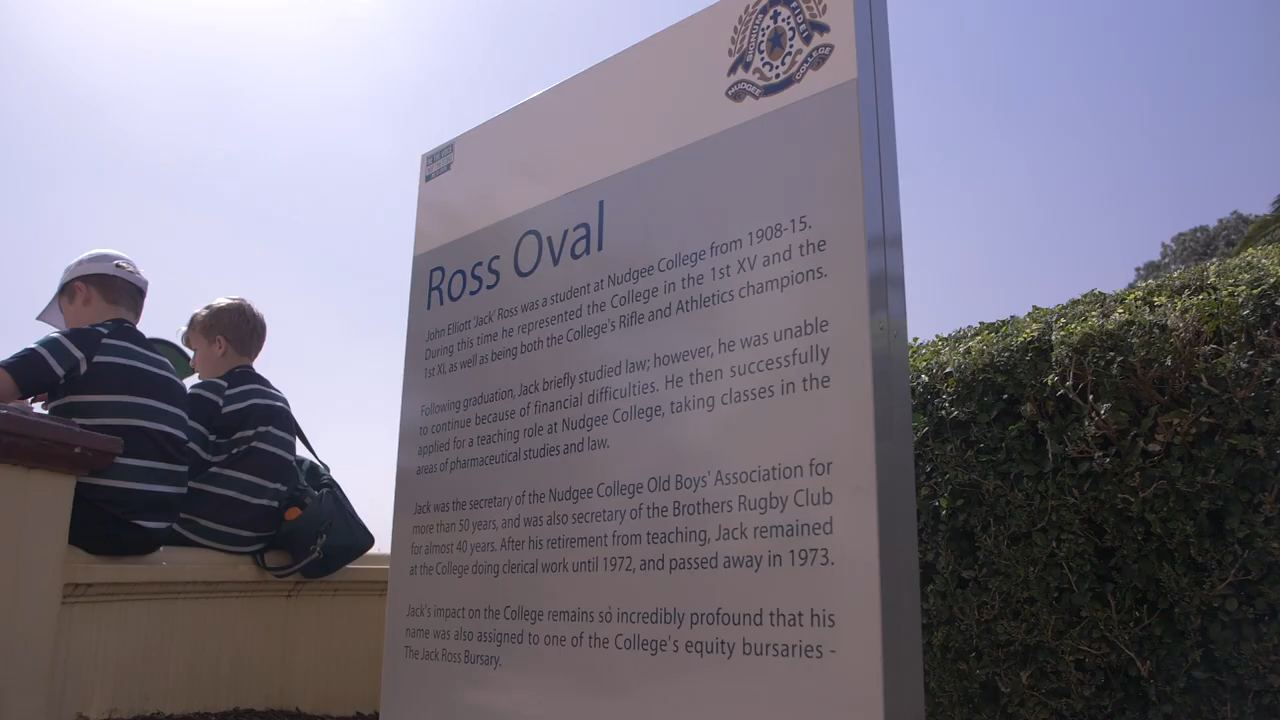 SIGNUM FIDEI
NUDGEE COLLEGE
Ross Oval
John Elliott 'Jack' Ross was a student at Nudgee College from 1908-15.
During this time he represented the College in the 1st XV and the
1st XI, as well as being both the College's Rifle and Athletics champions.
Following graduation, Jack briefly studied law; however, he was unable
to continue because of financial difficulties. He then successfully
applied for a teaching role at Nudgee College, taking classes in the
areas of pharmaceutical studies and law.
Jack was the secretary of the Nudgee College Old Boys' Association for
more than 50 years, and was also secretary of the Brothers Rugby Club
for almost 40 years. After his retirement from teaching, Jack remained
at the College doing clerical work until 1972, and passed away in 1973.
Jack's impact on the College remains so incredibly profound that his
name was also assigned to one of the College's equity bursaries -
The Jack Ross Bursary.